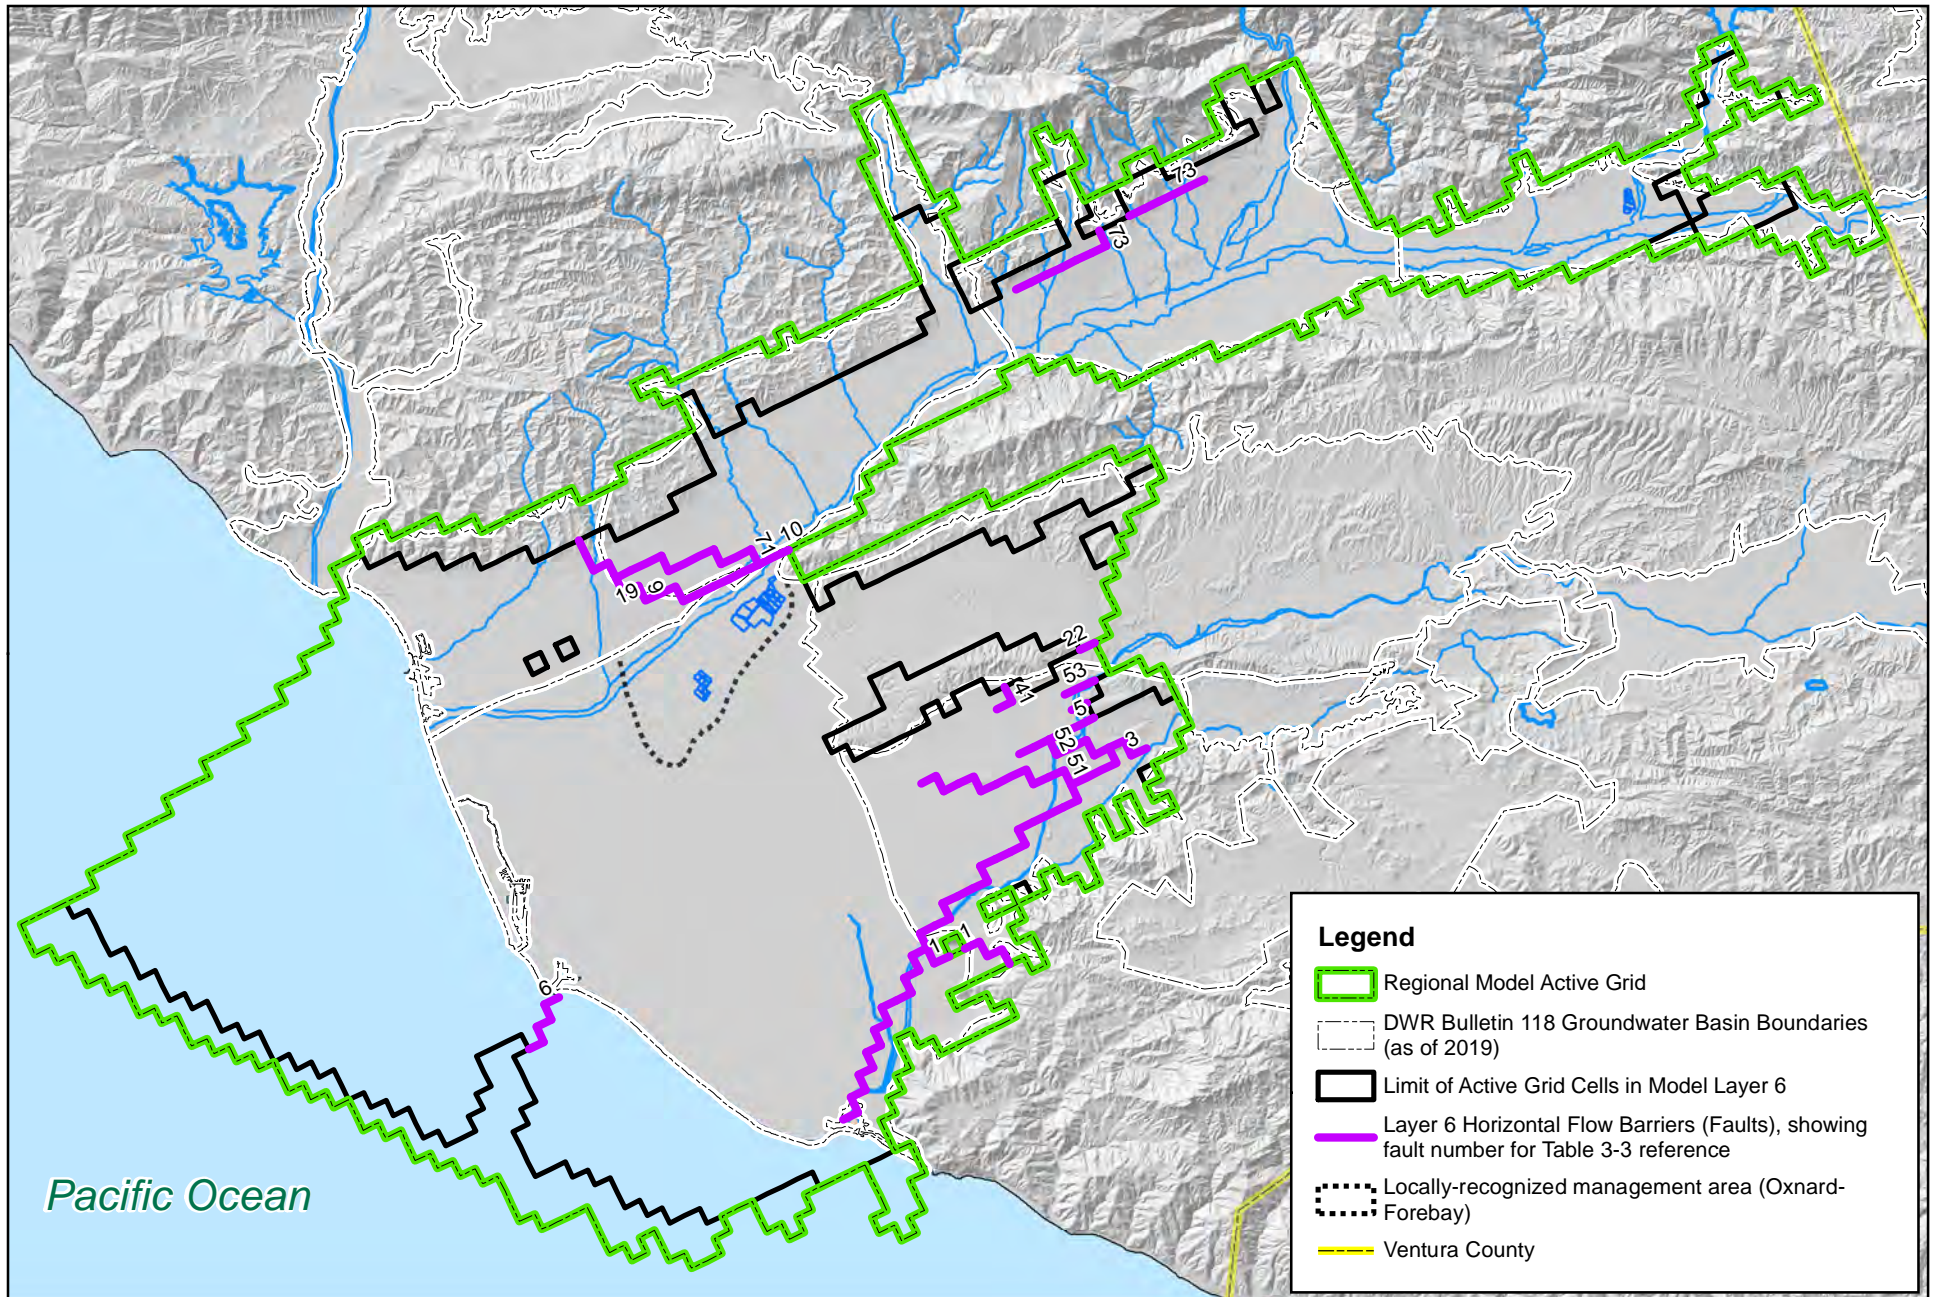 73
73
10
71
19
9
22
53
41
5
52
51
3
1
1
6
Pacific Ocean
Legend
Regional Model Active Grid
DWR Bulletin 118 Groundwater Basin Boundaries
(as of 2019)
Limit of Active Grid Cells in Model Layer 6
Layer 6 Horizontal Flow Barriers (Faults), showing
fault number for Table 3-3 reference
Locally-recognized management area (Oxnard-
Forebay)
Ventura County